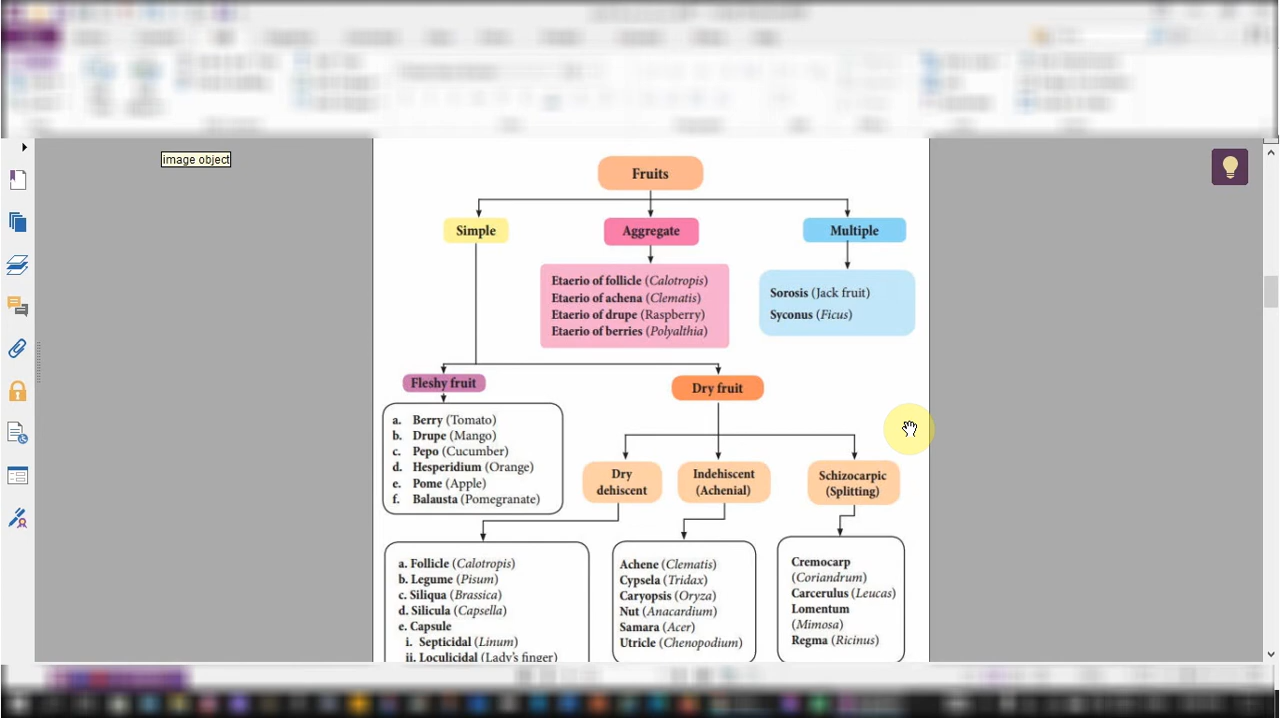 image object
Fruits
Simple
Aggregate
Multiple
Etaerio of follicle (Calotropis)
Etaerio of achena (Clematis)
Etaerio of drupe (Raspberry)
Etaerio of berries (Polyalthia)
Sorosis (Jack fruit)
Syconus (Ficus)
Fleshy fruit
Dry fruit
a. Berry (Tomato)
b. Drupe (Mango)
c. Pepo (Cucumber)
d. Hesperidium (Orange)
e. Pome (Apple)
f. Balausta (Pomegranate)
Dry
dehiscent
Indehiscent
(Achenial)
Schizocarpic
(Splitting)
a. Follicle (Calotropis)
b. Legume (Pisum)
c. Siliqua (Brassica)
d. Silicula (Capsella)
e. Capsule
i. Septicidal (Linum)
ii. Loculicidal (Lady's finger)
Achene (Clematis)
Cypsela (Tridax)
Caryopsis (Oryza)
Nut (Anacardium)
Samara (Acer)
Utricle (Chenopodium)
Cremocarp
(Coriandrum)
Carcerulus (Leucas)
Lomentum
(Mimosa)
Regma (Ricinus)